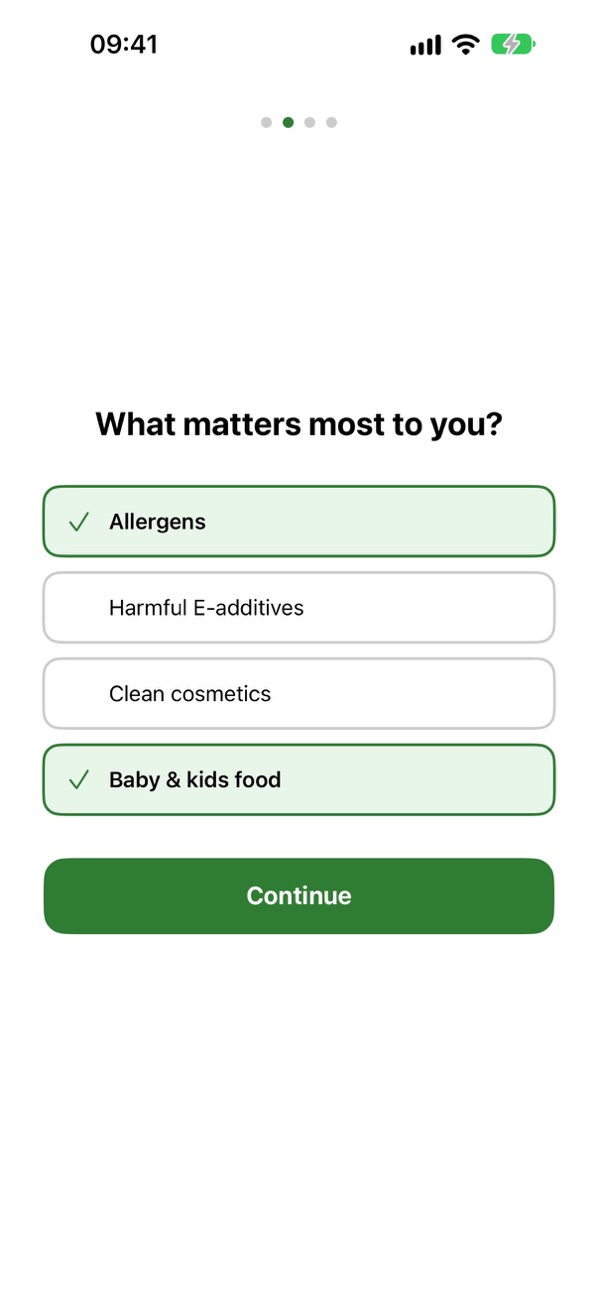 09:41
What matters most to you?
Allergens
Harmful E-additives
Clean cosmetics
Baby & kids food
Continue